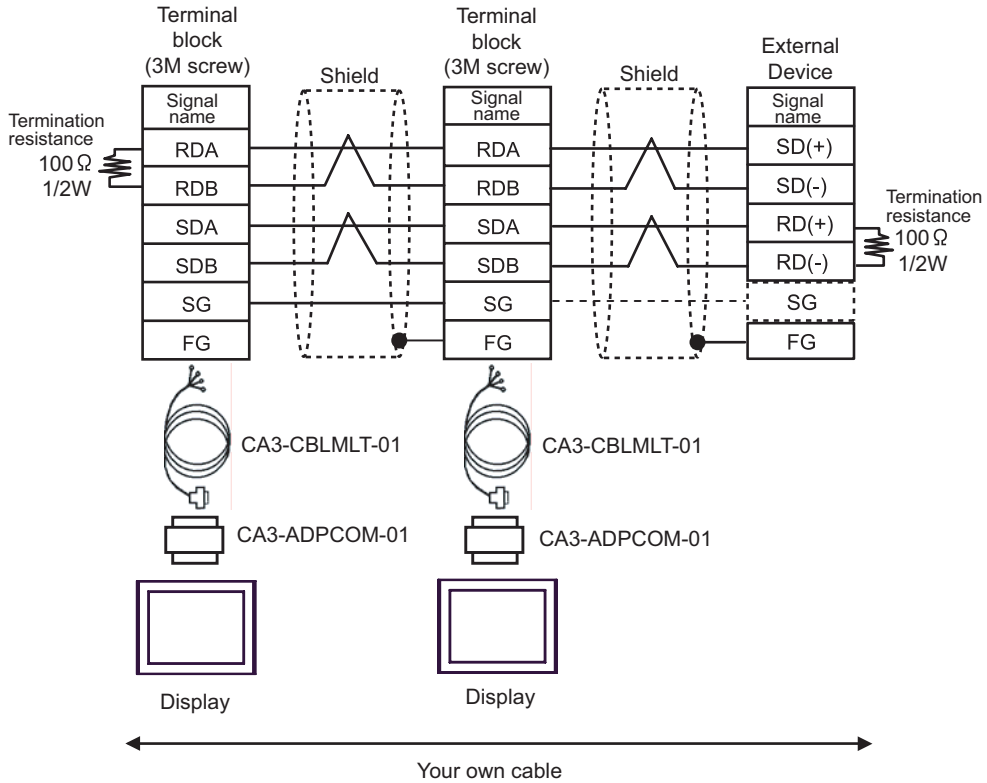 Terminal
block
(3M screw)
Terminal
block
(3M screw)
External
Device
Shield
Shield
Signal
name
RDA
RDB
SDA
SDB
SG
FG
Signal
name
RDA
RDB
SDA
SDB
SG
FG
Signal
name
SD(+)
SD(-)
RD(+)
RD(-)
SG
FG
Termination
resistance
100 Ω
1/2W
Termination
resistance
100 Ω
1/2W
CA3-CBLMLT-01
CA3-CBLMLT-01
CA3-ADPCOM-01
CA3-ADPCOM-01
Display
Display
Your own cable